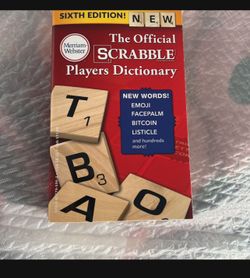 SIXTH EDITION! N E W
Merriam-
Webster
The Official
SCRABBLE
Players Dictionary
NEW WORDS!
EMOJI
FACEPALM
BITCOIN
LISTICLE
and hundreds
more!
T
1
B
3
A
O